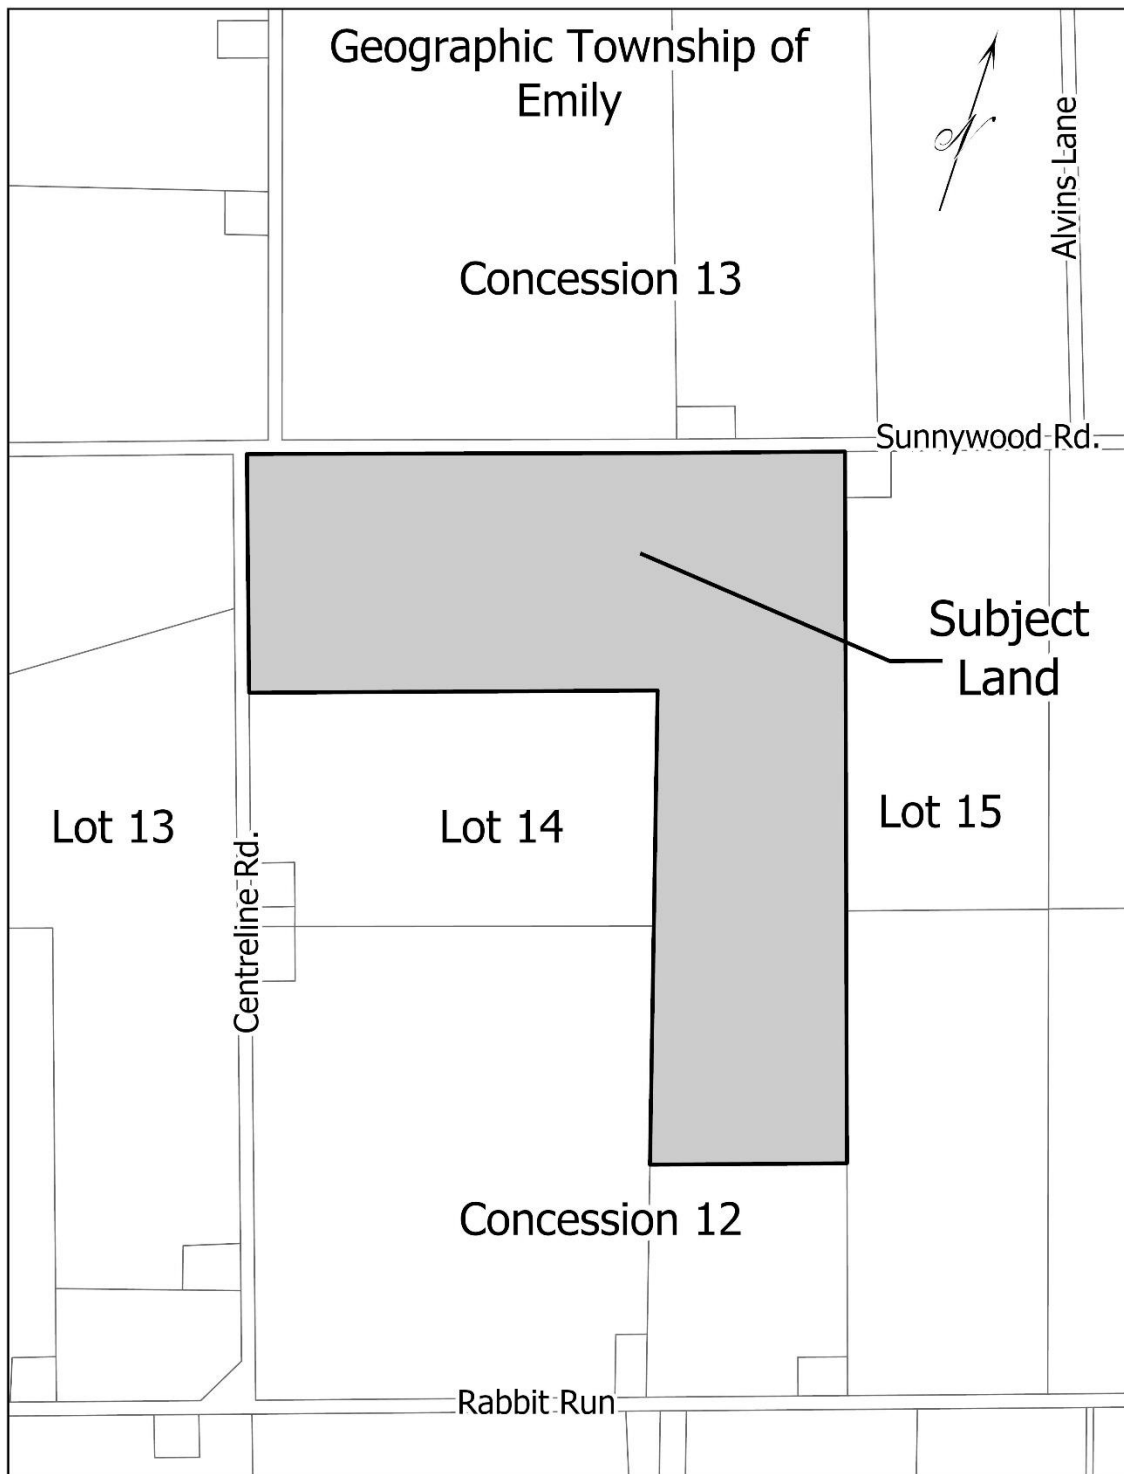 Geographic Township of
Emily
N
Alvins Lane
Concession 13
Sunnywood Rd.
Subject
Land
Lot 13
Lot 14
Lot 15
Centreline Rd.
Concession 12
Rabbit Run